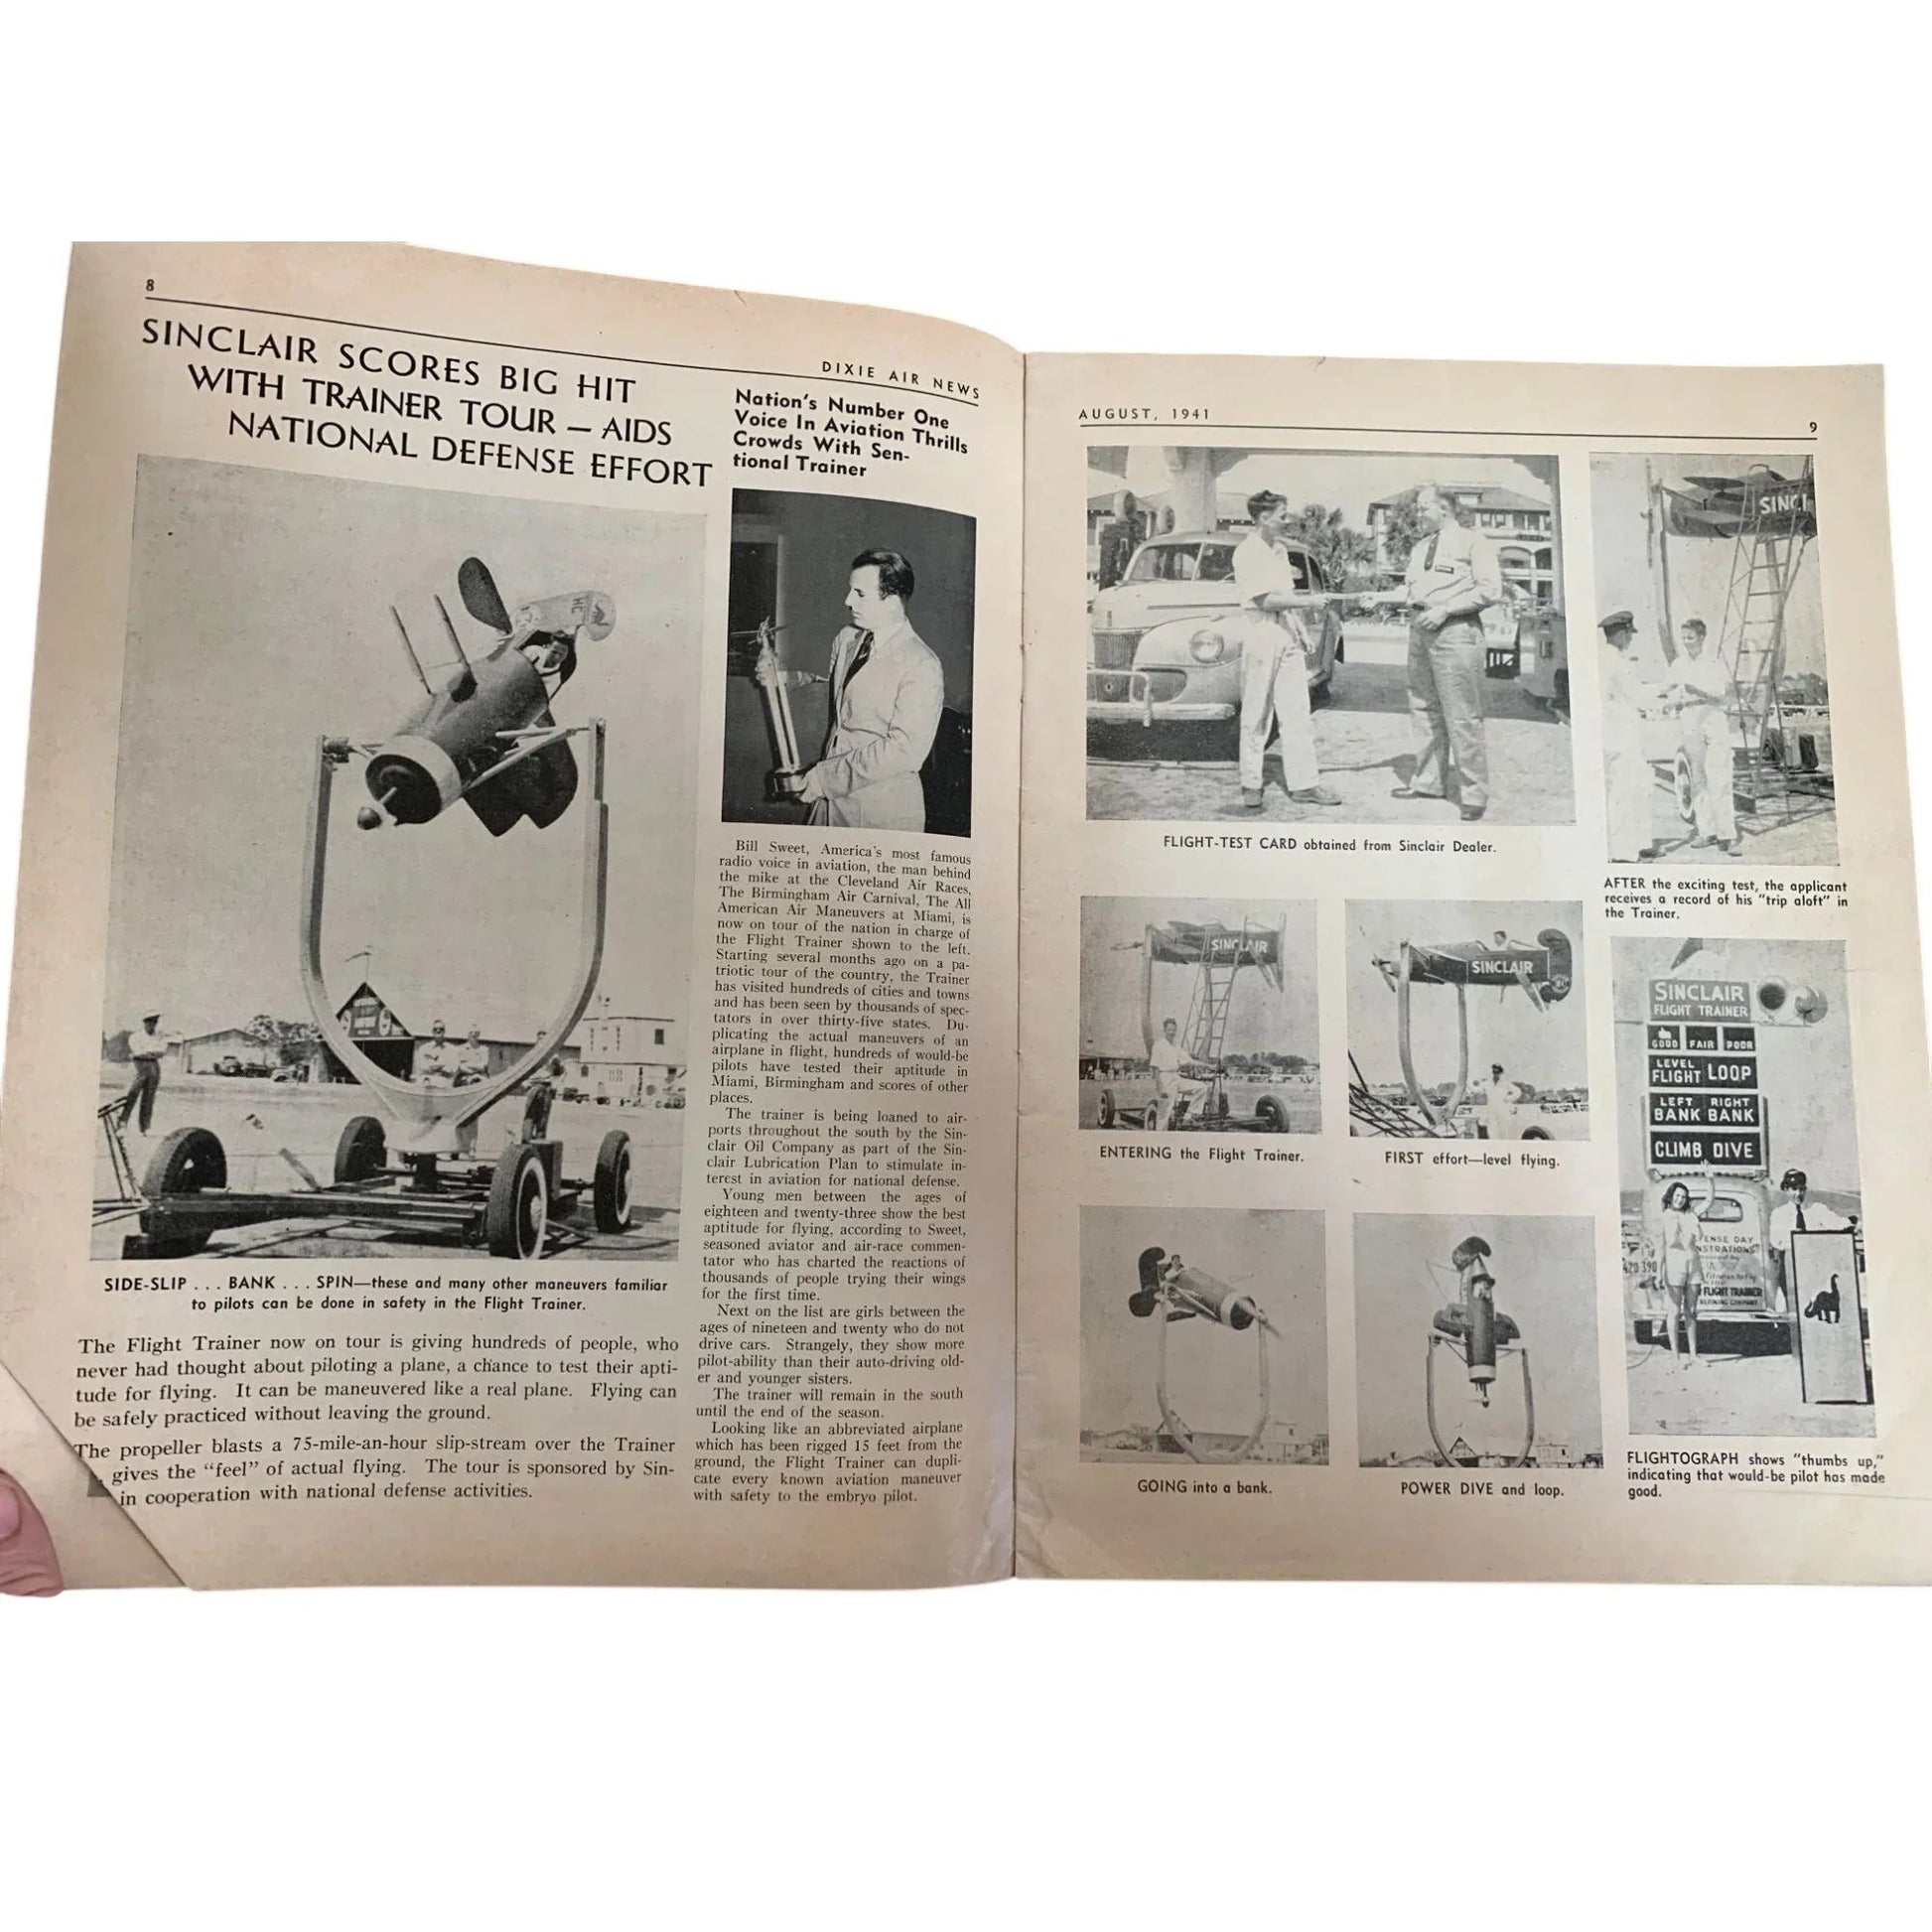 8
DIXIE AIR NEWS
SINCLAIR SCORES BIG HIT
WITH TRAINER TOUR — AIDS
NATIONAL DEFENSE EFFORT
SIDE-SLIP . . . BANK . . . SPIN—these and many other maneuvers familiar
to pilots can be done in safety in the Flight Trainer.
The Flight Trainer now on tour is giving hundreds of people, who
never had thought about piloting a plane, a chance to test their apti-
tude for flying. It can be maneuvered like a real plane. Flying can
be safely practiced without leaving the ground.
The propeller blasts a 75-mile-an-hour slip-stream over the Trainer
gives the "feel" of actual flying. The tour is sponsored by Sin-
in cooperation with national defense activities.
Nation's Number One
Voice In Aviation Thrills
Crowds With Sen-
tional Trainer
Bill Sweet, America's most famous
radio voice in aviation, the man behind
the mike at the Cleveland Air Races,
The Birmingham Air Carnival, The All
American Air Maneuvers at Miami, is
now on tour of the nation in charge of
the Flight Trainer shown to the left.
Starting several months ago on a pa-
triotic tour of the country, the Trainer
has visited hundreds of cities and towns
and has been seen by thousands of spec-
tators in over thirty-five states. Du-
plicating the actual maneuvers of an
airplane in flight, hundreds of would-be
pilots have tested their aptitude in
Miami, Birmingham and scores of other
places.
The trainer is being loaned to air-
ports throughout the south by the Sin-
clair Oil Company as part of the Sin-
clair Lubrication Plan to stimulate in-
terest in aviation for national defense.
Young men between the ages of
eighteen and twenty-three show the best
aptitude for flying, according to Sweet,
seasoned aviator and air-race commen-
tator who has charted the reactions of
thousands of people trying their wings
for the first time.
Next on the list are girls between the
ages of nineteen and twenty who do not
drive cars. Strangely, they show more
pilot-ability than their auto-driving old-
er and younger sisters.
The trainer will remain in the south
until the end of the season.
Looking like an abbreviated airplane
which has been rigged 15 feet from the
ground, the Flight Trainer can dupli-
cate every known aviation maneuver
with safety to the embryo pilot.
AUGUST, 1941
9
FLIGHT-TEST CARD obtained from Sinclair Dealer.
SINCL
AFTER the exciting test, the applicant
receives a record of his "trip aloft" in
the Trainer.
SINCLAIR
ENTERING the Flight Trainer.
SINCLAIR
FIRST effort—level flying.
GOING into a bank.
POWER DIVE and loop.
SINCLAIR
FLIGHT TRAINER
GOOD FAIR POOR
LEVEL
FLIGHT LOOP
LEFT RIGHT
BANK BANK
CLIMB DIVE
FENSE DAY
NSTRATIONS
FLIGHT TRAINER
REFINING COMPANY
FLIGHTOGRAPH shows "thumbs up,"
indicating that would-be pilot has made
good.